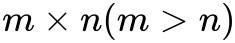 m × n(m > n)